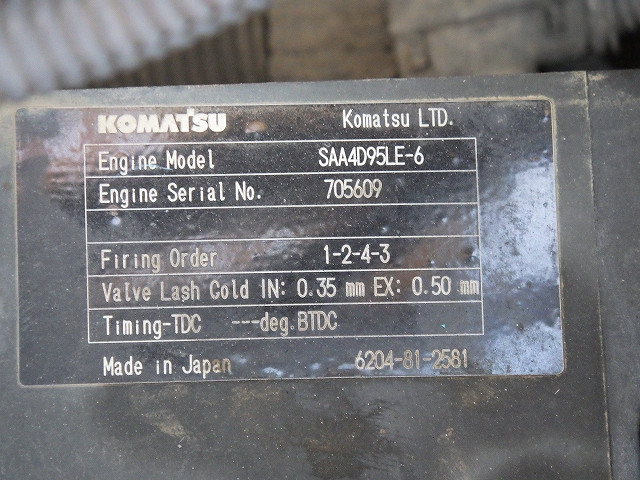 KOMATSU Komatsu LTD.
Engine Model SAA4D95LE-6
Engine Serial No. 705609
Firing Order 1-2-4-3
Valve Lash Cold IN: 0.35 mm EX: 0.50 mm
Timing-TDC ---deg.BTDC
Made in Japan 6204-81-2581